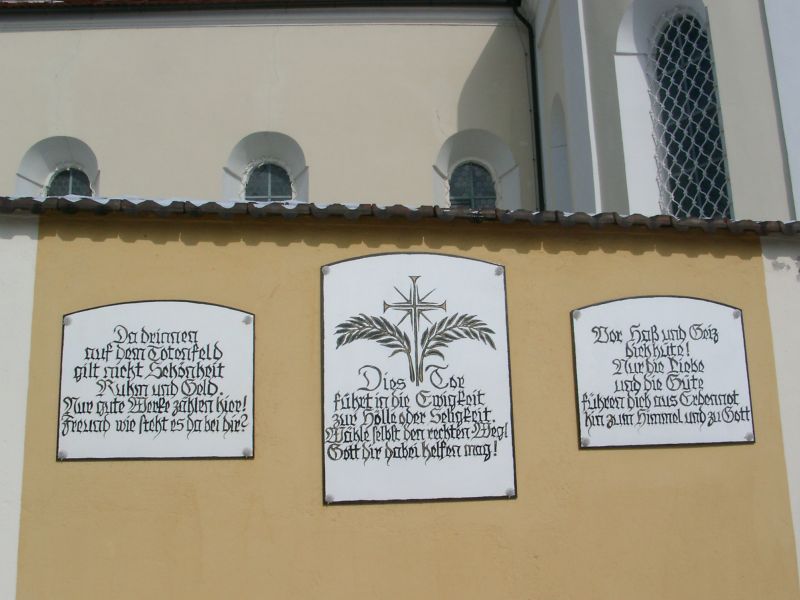 Da drinnen
auf dem Totenfeld
gilt nicht Schönheit
Ruhm und Geld.
Nur gute Werke zählen hier!
Freund wie steht es da bei dir?
Dies Tor
führt in die Ewigkeit
zur Hölle oder Seligkeit.
Wähle selbst den rechten Weg!
Gott dir dabei helfen mag!
Vor Haß und Geiz
dich hüte!
Nur die Liebe
und die Güte
führen dich aus Erdennot
hin zum Himmel und zu Gott